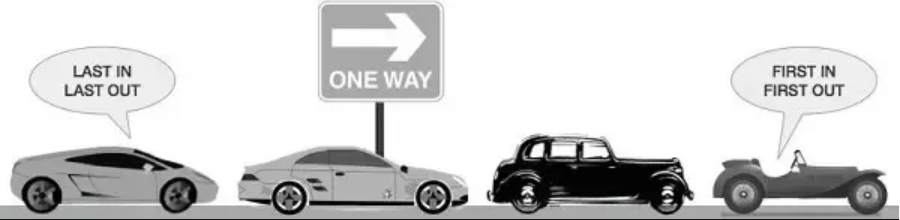 LAST IN
LAST OUT
ONE WAY
FIRST IN
FIRST OUT